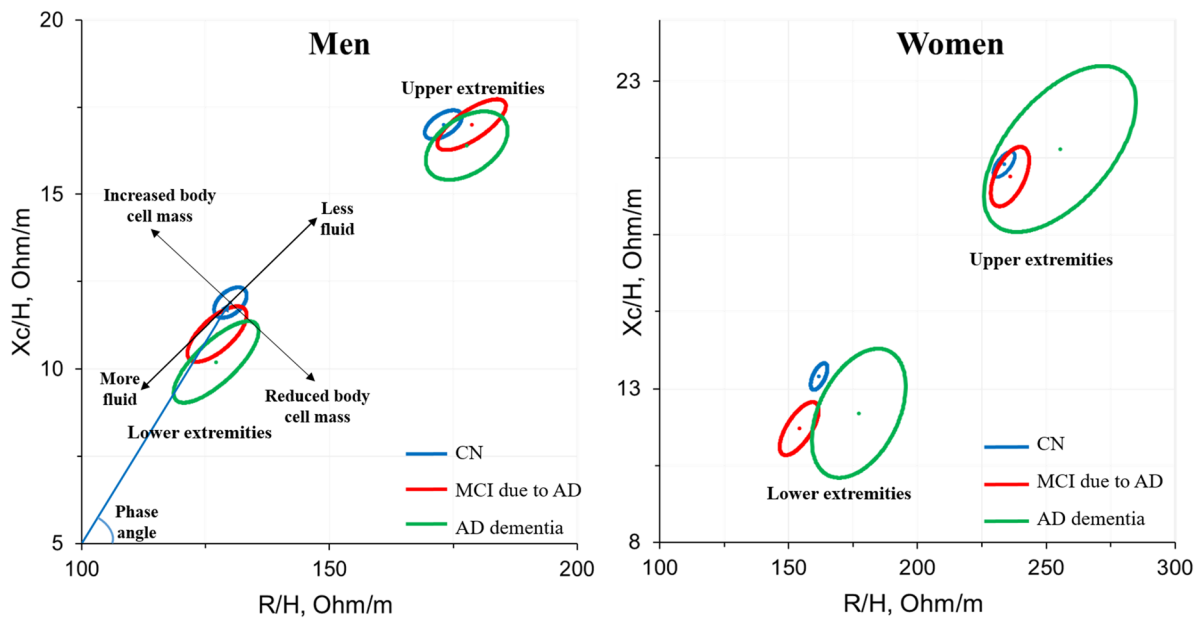 Men
Xc/H, Ohm/m
20
15
10
5
Upper extremities
Increased body
cell mass
Less
fluid
More
fluid
Reduced body
cell mass
Lower extremities
Phase
angle
CN
MCI due to AD
AD dementia
100
150
200
R/H, Ohm/m
Women
Xc/H, Ohm/m
23
13
8
Upper extremities
Lower extremities
CN
MCI due to AD
AD dementia
100
150
200
250
300
R/H, Ohm/m